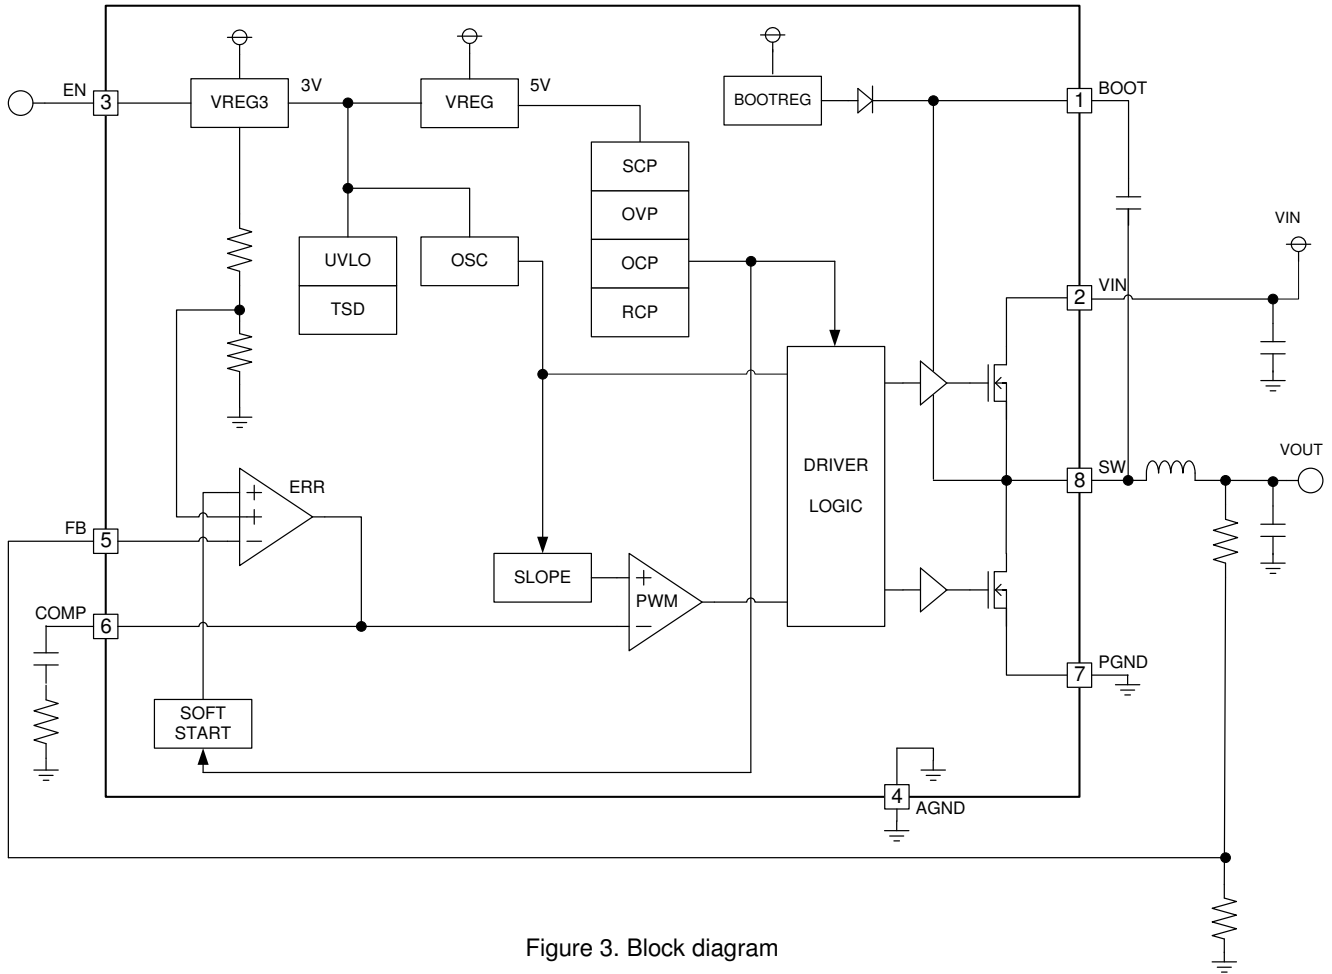 EN
3
VREG3
3V
VREG
5V
BOOTREG
1
BOOT
SCP
OVP
OCP
RCP
UVLO
TSD
OSC
VIN
2
VIN
DRIVER
LOGIC
8
SW
VOUT
ERR
FB
5
SLOPE
PWM
COMP
6
7
PGND
SOFT
START
4
AGND
Figure 3. Block diagram